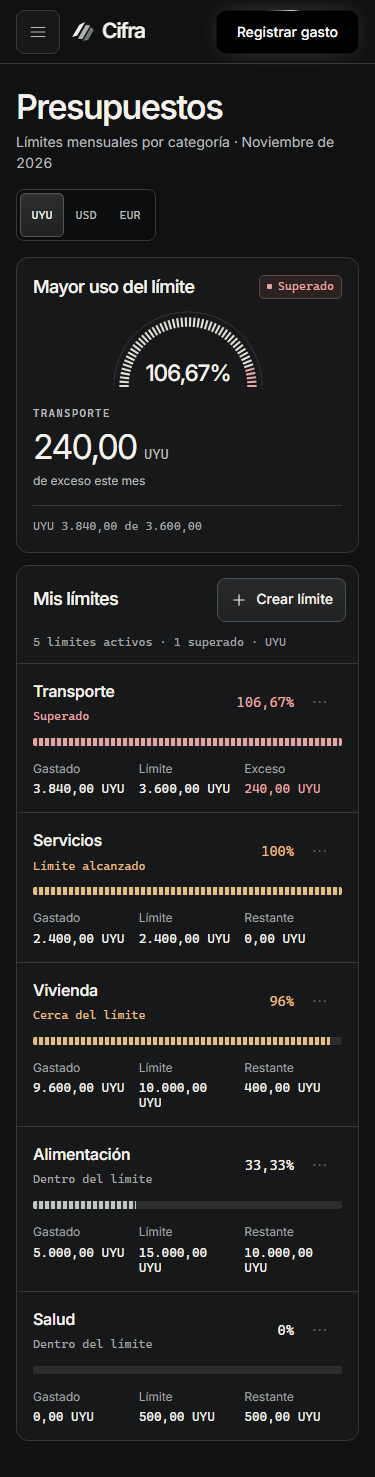 Cifra
Registrar gasto
Presupuestos
Límites mensuales por categoría · Noviembre de
2026
UYU USD EUR
Mayor uso del límite
Superado
106,67%
TRANSPORTE
240,00 UYU
de exceso este mes
UYU 3.840,00 de 3.600,00
Mis límites
+ Crear límite
5 límites activos · 1 superado · UYU
Transporte
106,67% ...
Superado
Gastado Límite Exceso
3.840,00 UYU 3.600,00 UYU 240,00 UYU
Servicios
100% ...
Límite alcanzado
Gastado Límite Restante
2.400,00 UYU 2.400,00 UYU 0,00 UYU
Vivienda
96% ...
Cerca del límite
Gastado Límite Restante
9.600,00 UYU 10.000,00 UYU 400,00 UYU
Alimentación
33,33% ...
Dentro del límite
Gastado Límite Restante
5.000,00 UYU 15.000,00 UYU 10.000,00 UYU
Salud
0% ...
Dentro del límite
Gastado Límite Restante
0,00 UYU 500,00 UYU 500,00 UYU